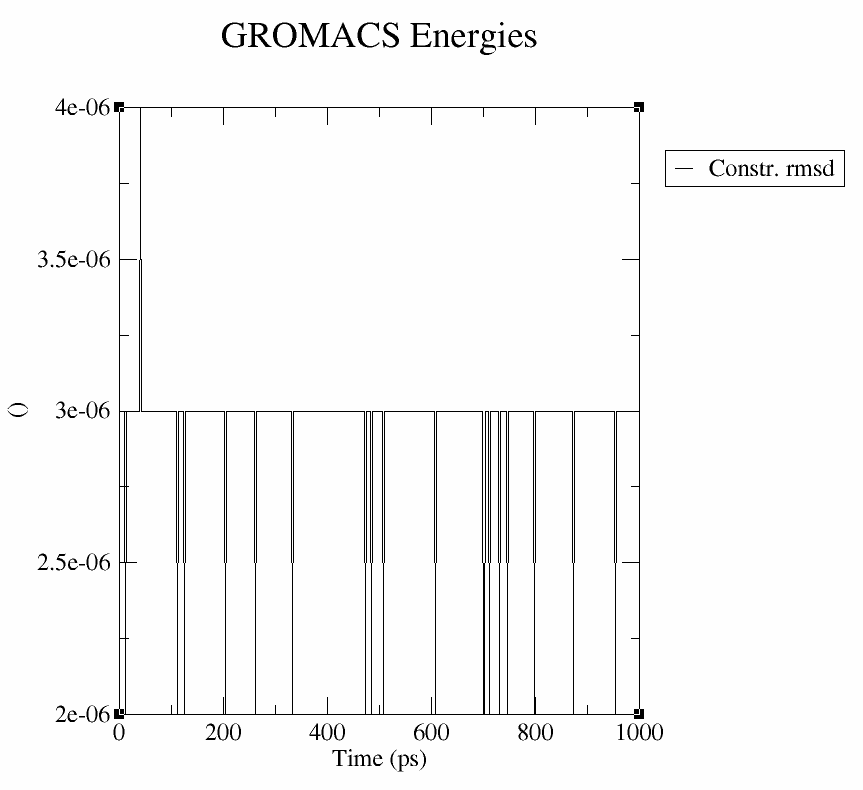 GROMACS Energies
4e-06
3.5e-06
3e-06
2.5e-06
2e-06
()
0 200 400 600 800 1000
Time (ps)
Constr. rmsd